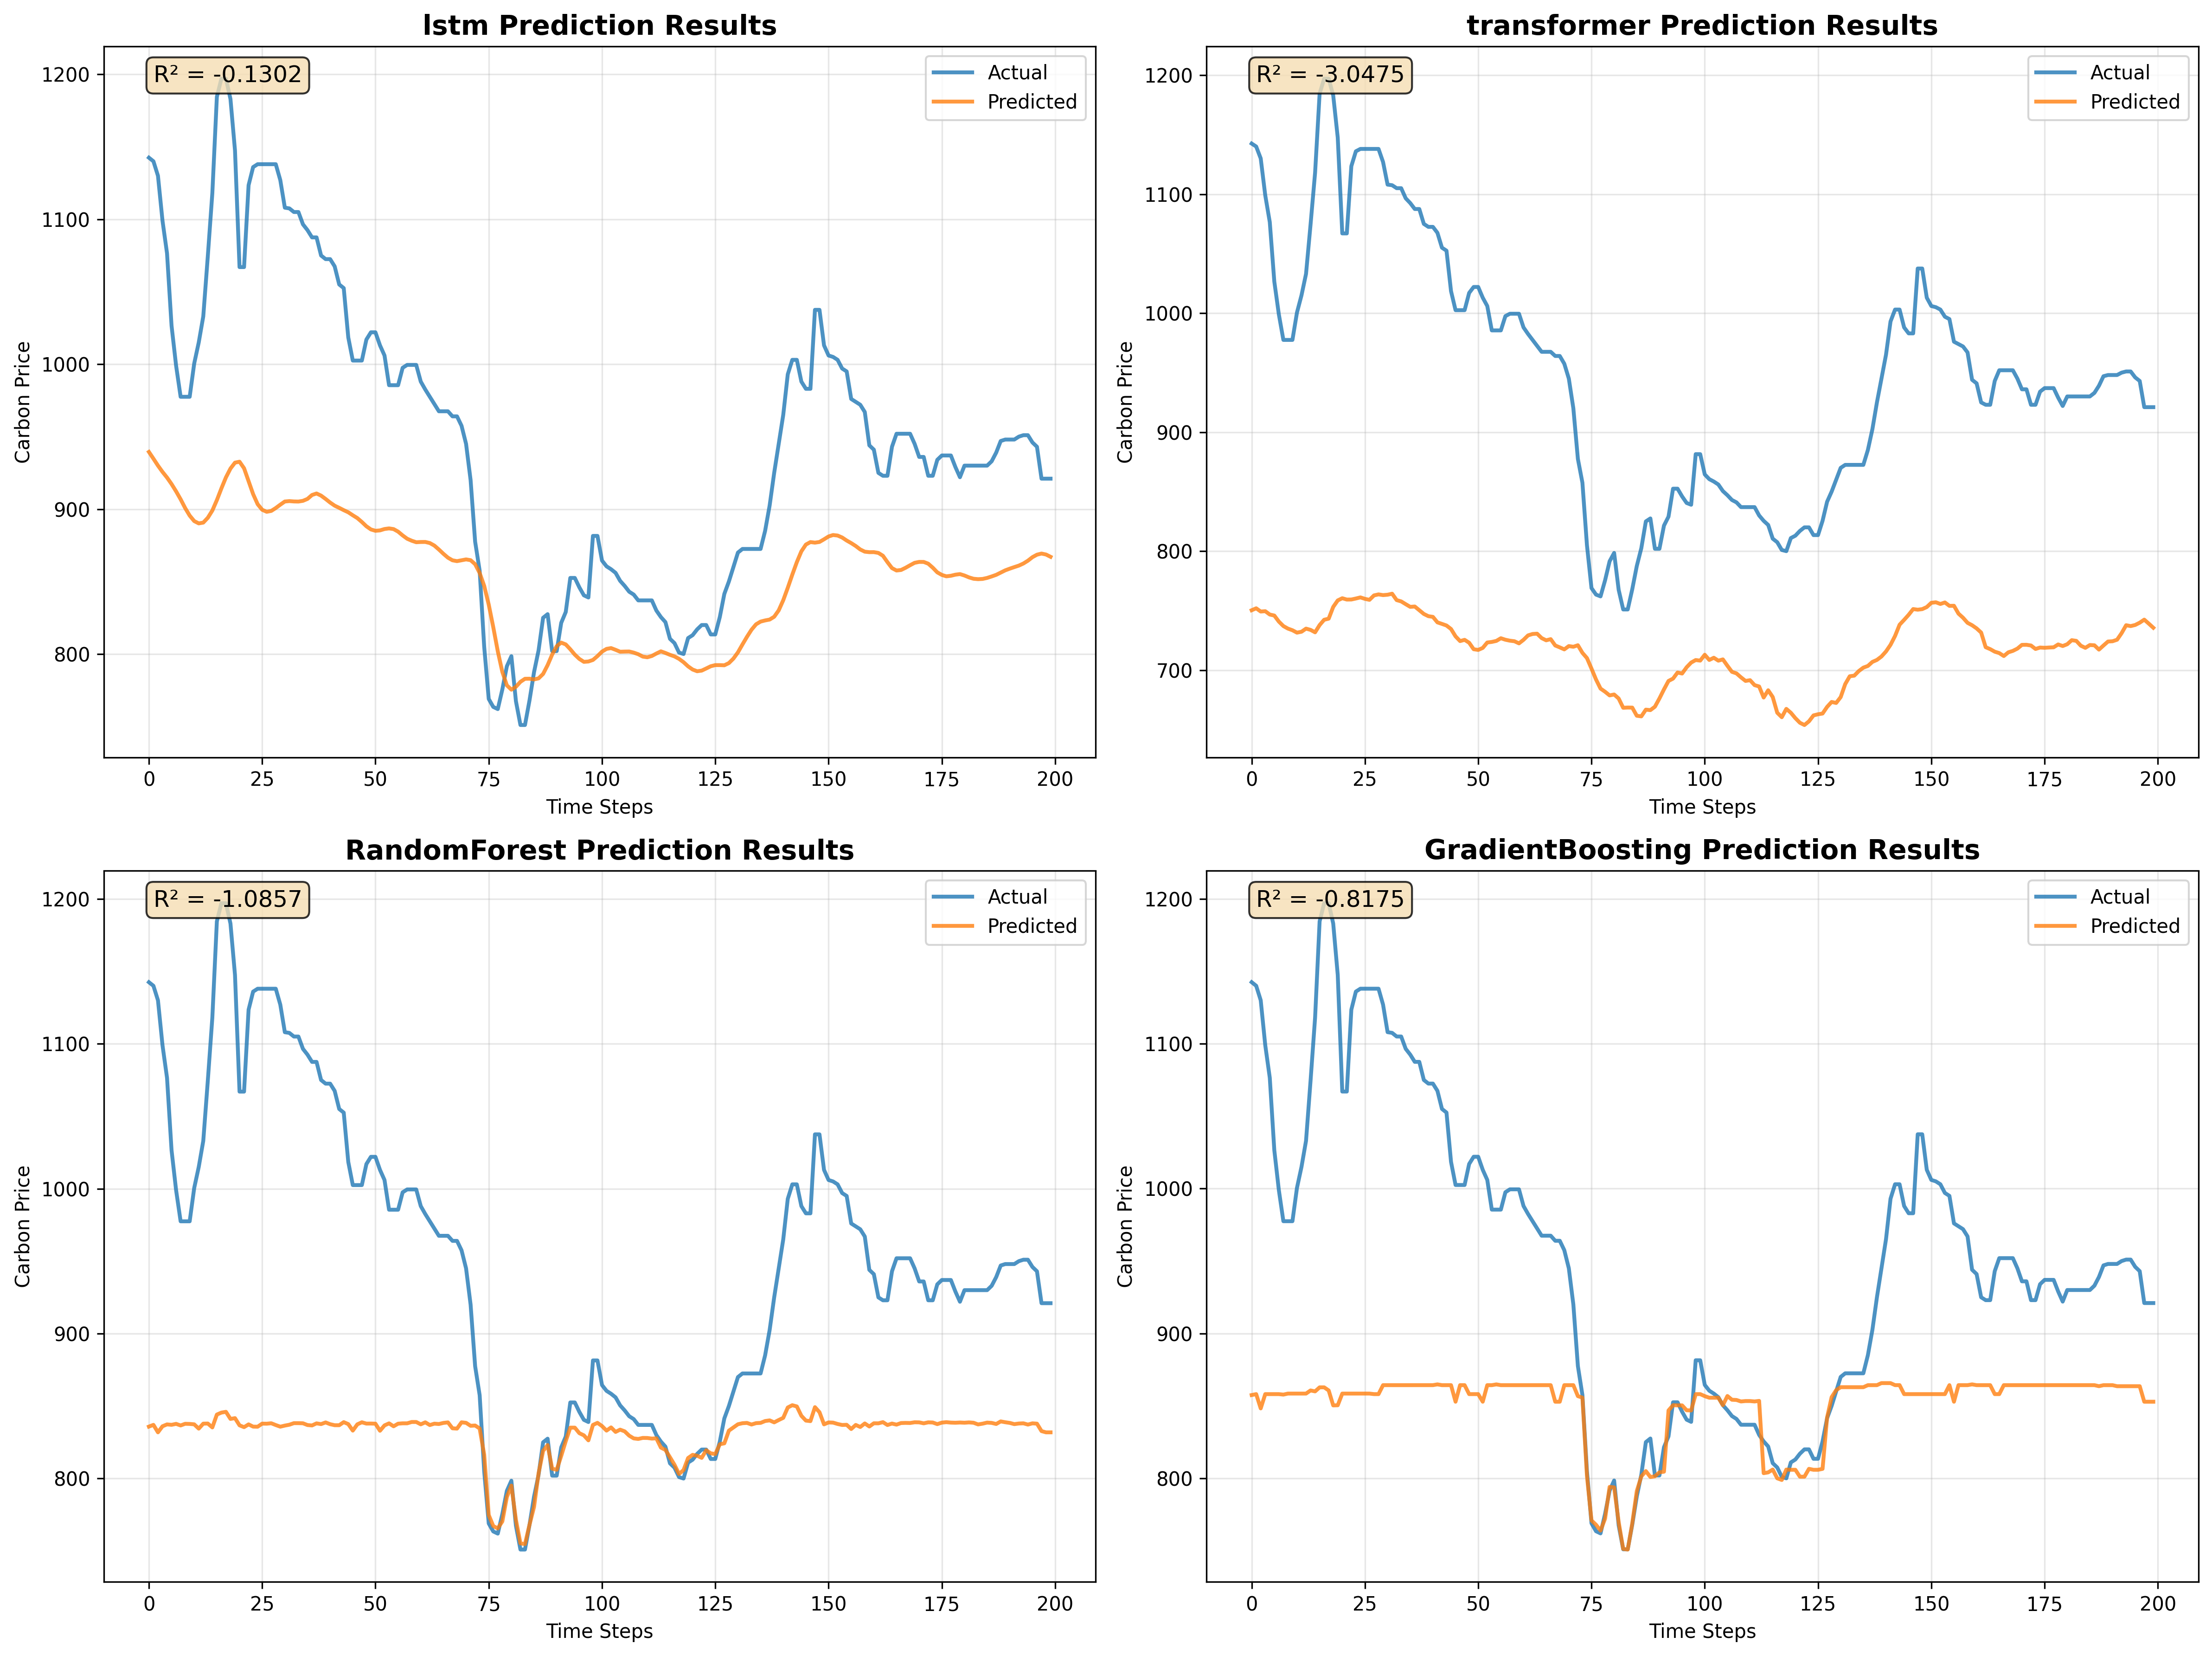 lstm Prediction Results
R² = -0.1302
Actual
Predicted
1200
1100
1000
900
800
Carbon Price
0 25 50 75 100 125 150 175 200
Time Steps
transformer Prediction Results
R² = -3.0475
Actual
Predicted
1200
1100
1000
900
800
700
Carbon Price
0 25 50 75 100 125 150 175 200
Time Steps
RandomForest Prediction Results
R² = -1.0857
Actual
Predicted
1200
1100
1000
900
800
Carbon Price
0 25 50 75 100 125 150 175 200
Time Steps
GradientBoosting Prediction Results
R² = -0.8175
Actual
Predicted
1200
1100
1000
900
800
Carbon Price
0 25 50 75 100 125 150 175 200
Time Steps